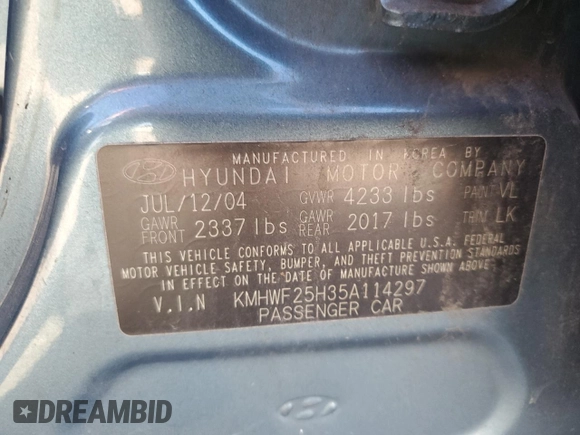 MANUFACTURED IN KOREA BY
HYUNDAI MOTOR COMPANY
JUL/12/04 GVWR 4233 lbs PAINT VL
GAWR FRONT 2337 lbs GAWR REAR 2017 lbs TRIM LK
THIS VEHICLE CONFORMS TO ALL APPLICABLE U.S.A. FEDERAL
MOTOR VEHICLE SAFETY, BUMPER, AND THEFT PREVENTION STANDARDS
IN EFFECT ON THE DATE OF MANUFACTURE SHOWN ABOVE.
V.I.N KMHWF25H35A114297
PASSENGER CAR
DREAMBID